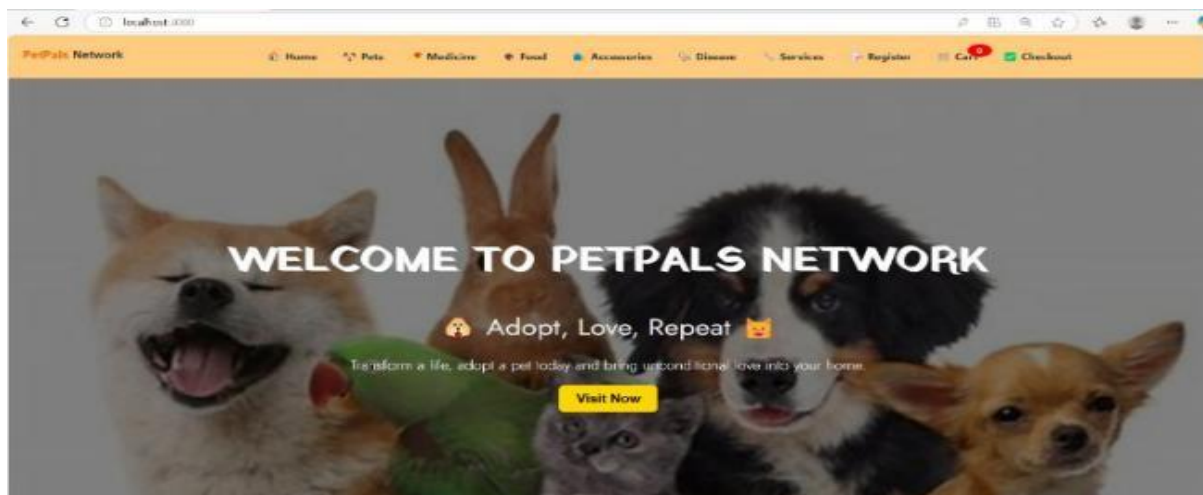 localhost:3000
PetPals Network Home Pets Medicine Food Accessories Disease Services Register Cart 0 Checkout
WELCOME TO PETPALS NETWORK
Adopt, Love, Repeat
Transform a life, adopt a pet today and bring unconditional love into your home.
Visit Now